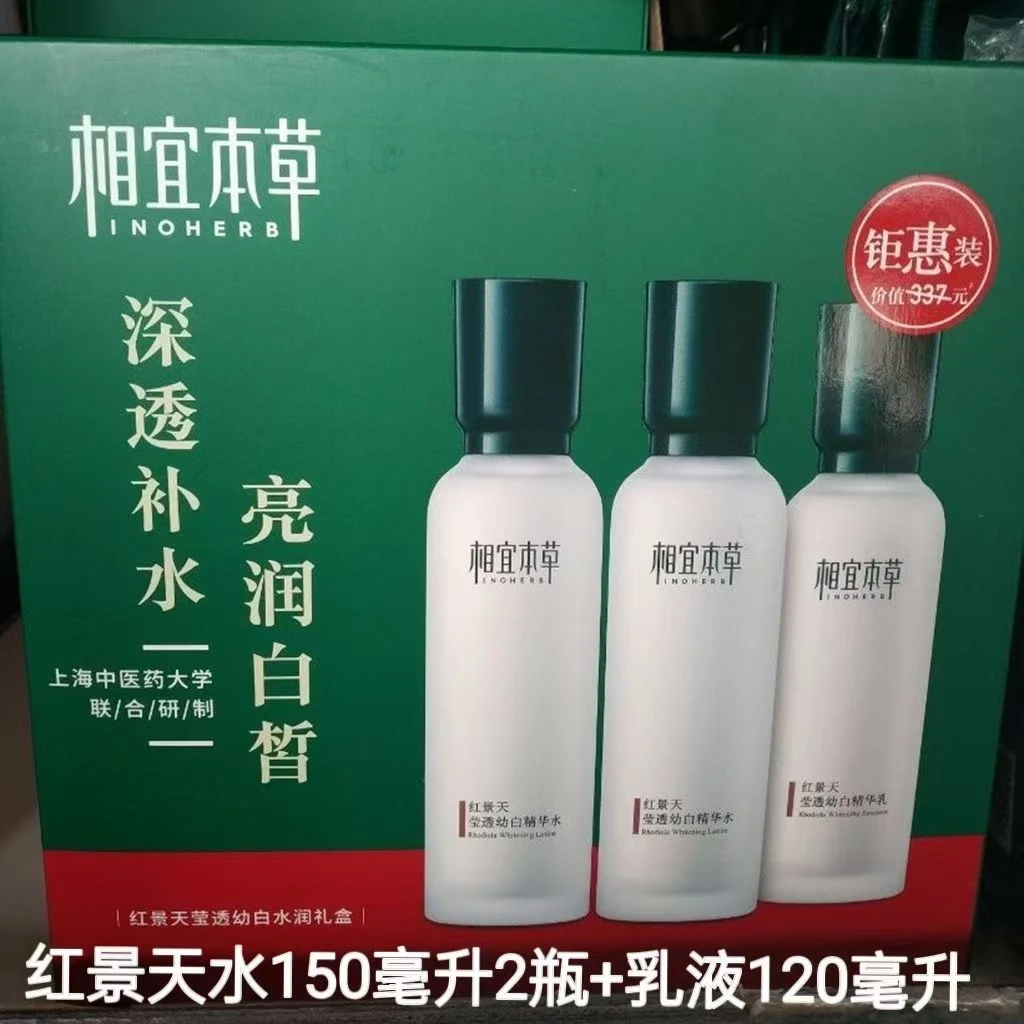 相宜本草
INOHERB
钜惠装
价值337元
深透补水
亮润白皙
上海中医药大学
联/合/研/制
相宜本草
INOHERB
红景天
莹透幼白精华水
Rhodiola Whitening Lotion
相宜本草
INOHERB
红景天
莹透幼白精华水
Rhodiola Whitening Lotion
相宜本草
INOHERB
红景天
莹透幼白精华乳
Rhodiola Whitening Emulsion
红景天莹透幼白水润礼盒
红景天水150毫升2瓶+乳液120毫升